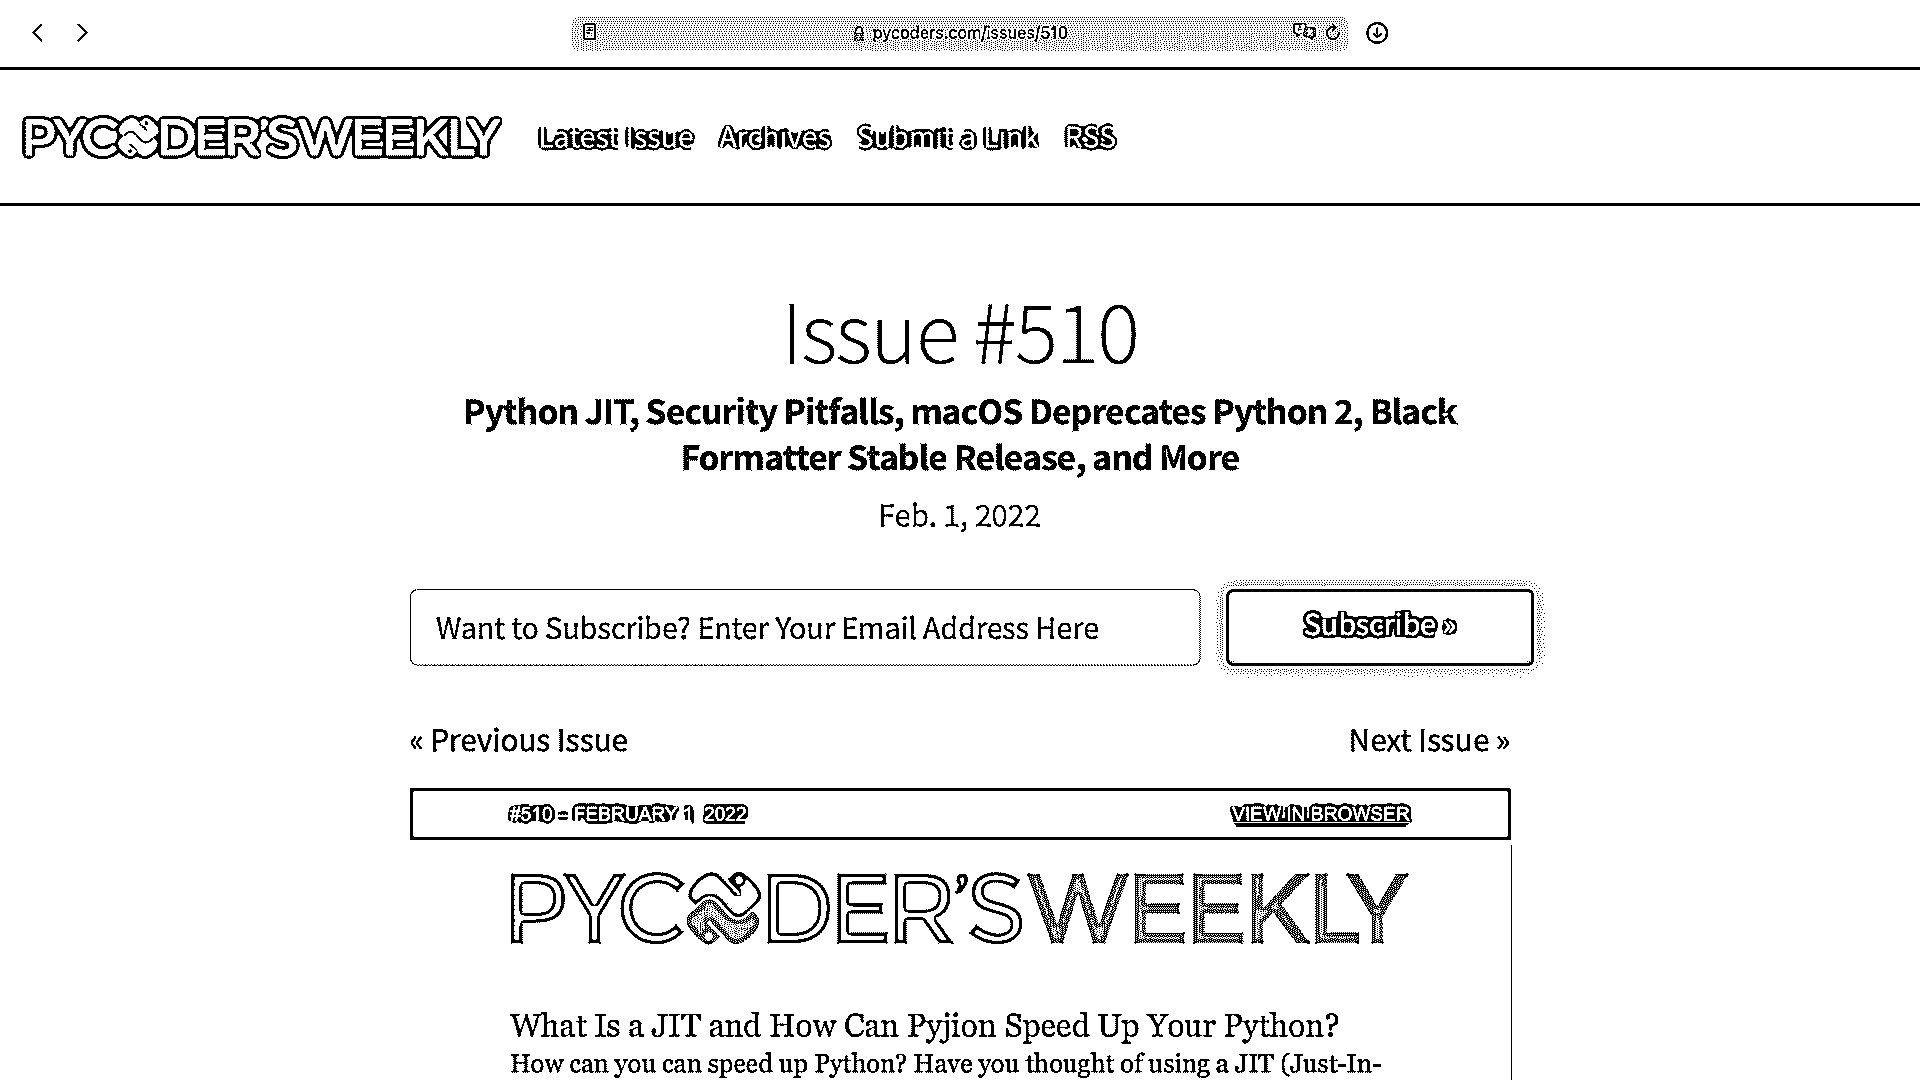 pycoders.com/issues/510
PYCODER'S WEEKLY Latest Issue Archives Submit a Link RSS
Issue #510
Python JIT, Security Pitfalls, macOS Deprecates Python 2, Black
Formatter Stable Release, and More
Feb. 1, 2022
Want to Subscribe? Enter Your Email Address Here Subscribe »
« Previous Issue Next Issue »
#510 – FEBRUARY 1, 2022 VIEW IN BROWSER
PYCODER'S WEEKLY
What Is a JIT and How Can Pyjion Speed Up Your Python?
How can you can speed up Python? Have you thought of using a JIT (Just-In-